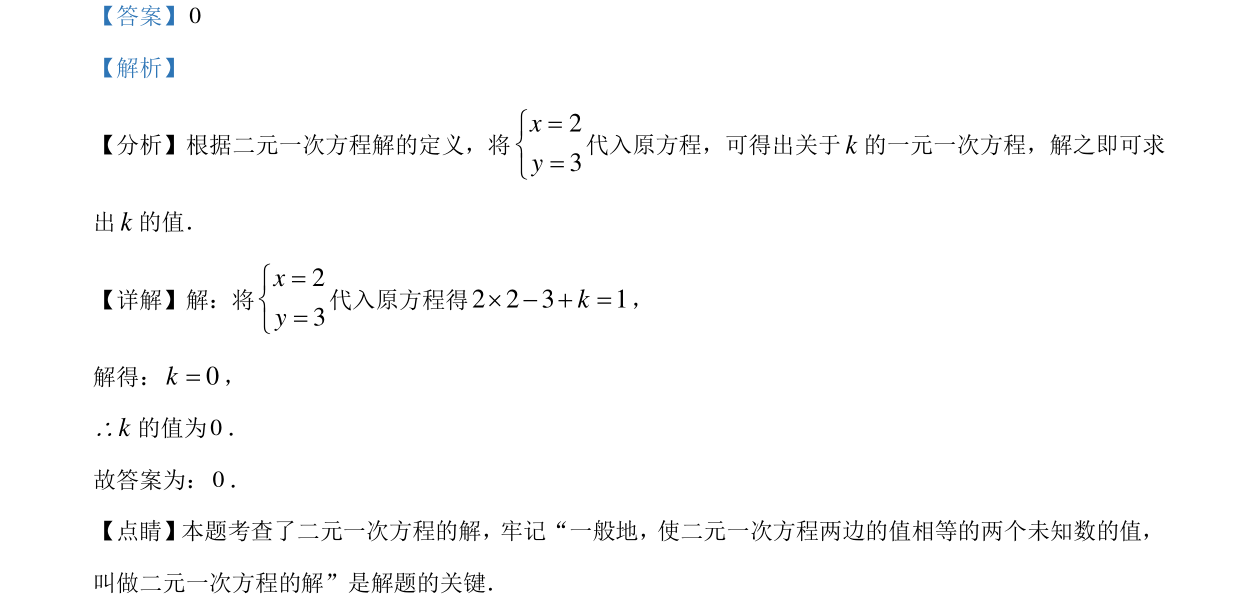 【答案】0
【解析】
【分析】根据二元一次方程解的定义，将{x=2 y=3代入原方程，可得出关于k的一元一次方程，解之即可求
出k的值．
【详解】解：将{x=2 y=3代入原方程得2×2−3+k=1，
解得：k=0，
∴k的值为0．
故答案为：0．
【点睛】本题考查了二元一次方程的解，牢记“一般地，使二元一次方程两边的值相等的两个未知数的值，
叫做二元一次方程的解”是解题的关键．